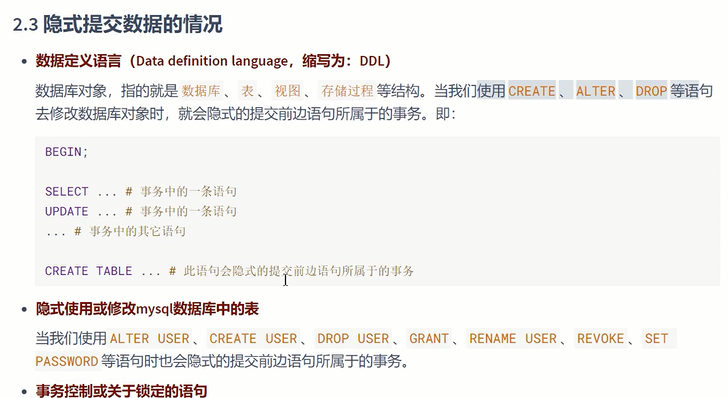 2.3 隐式提交数据的情况
• 数据定义语言（Data definition language，缩写为：DDL）
数据库对象，指的就是 数据库 、 表 、 视图 、 存储过程 等结构。当我们使用 CREATE 、 ALTER 、 DROP 等语句
去修改数据库对象时，就会隐式的提交前边语句所属于的事务。即：
BEGIN;
SELECT ... # 事务中的一条语句
UPDATE ... # 事务中的一条语句
... # 事务中的其它语句
CREATE TABLE ... # 此语句会隐式的提交前边语句所属于的事务
• 隐式使用或修改mysql数据库中的表
当我们使用 ALTER USER 、 CREATE USER 、 DROP USER 、 GRANT 、 RENAME USER 、 REVOKE 、 SET
PASSWORD 等语句时也会隐式的提交前边语句所属于的事务。
• 事务控制或关于锁定的语句